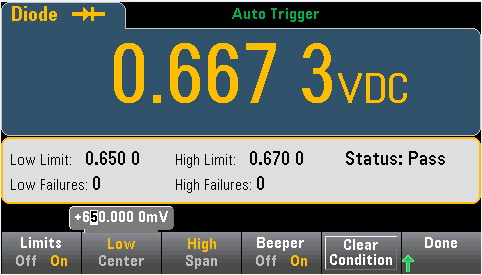 Diode Auto Trigger
0.667 3VDC
Low Limit: 0.650 0 High Limit: 0.670 0 Status: Pass
Low Failures: 0 High Failures: 0
+650.000 0mV
Limits Low High Beeper Clear Done
Off On Center Span Off On Condition